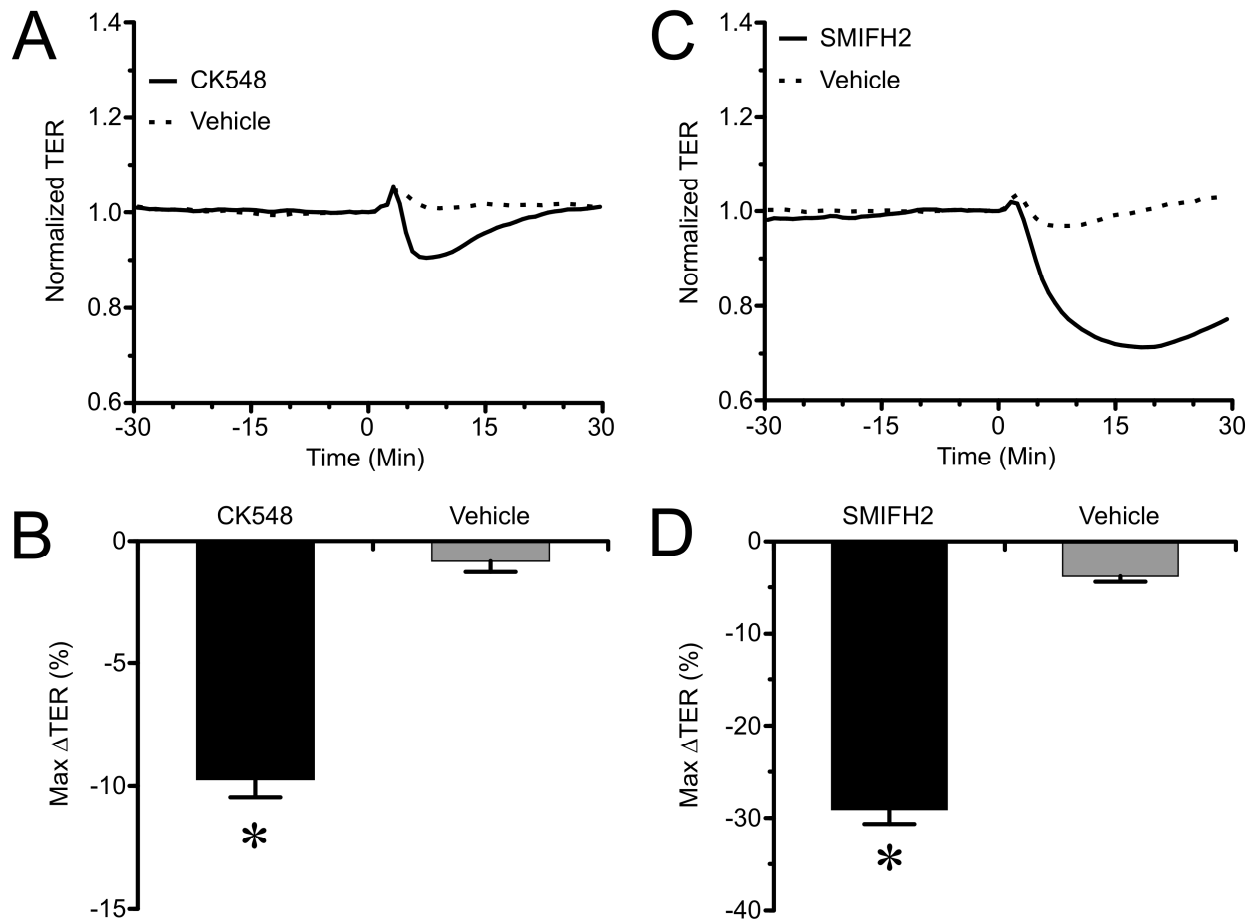 A
1.4
1.2
1.0
0.8
0.6
Normalized TER
CK548
Vehicle
-30
-15
0
15
30
Time (Min)
C
1.4
1.2
1.0
0.8
0.6
Normalized TER
SMIFH2
Vehicle
-30
-15
0
15
30
Time (Min)
B
CK548
Vehicle
0
-5
-10
-15
Max ΔTER (%)
*
D
SMIFH2
Vehicle
0
-10
-20
-30
-40
Max ΔTER (%)
*